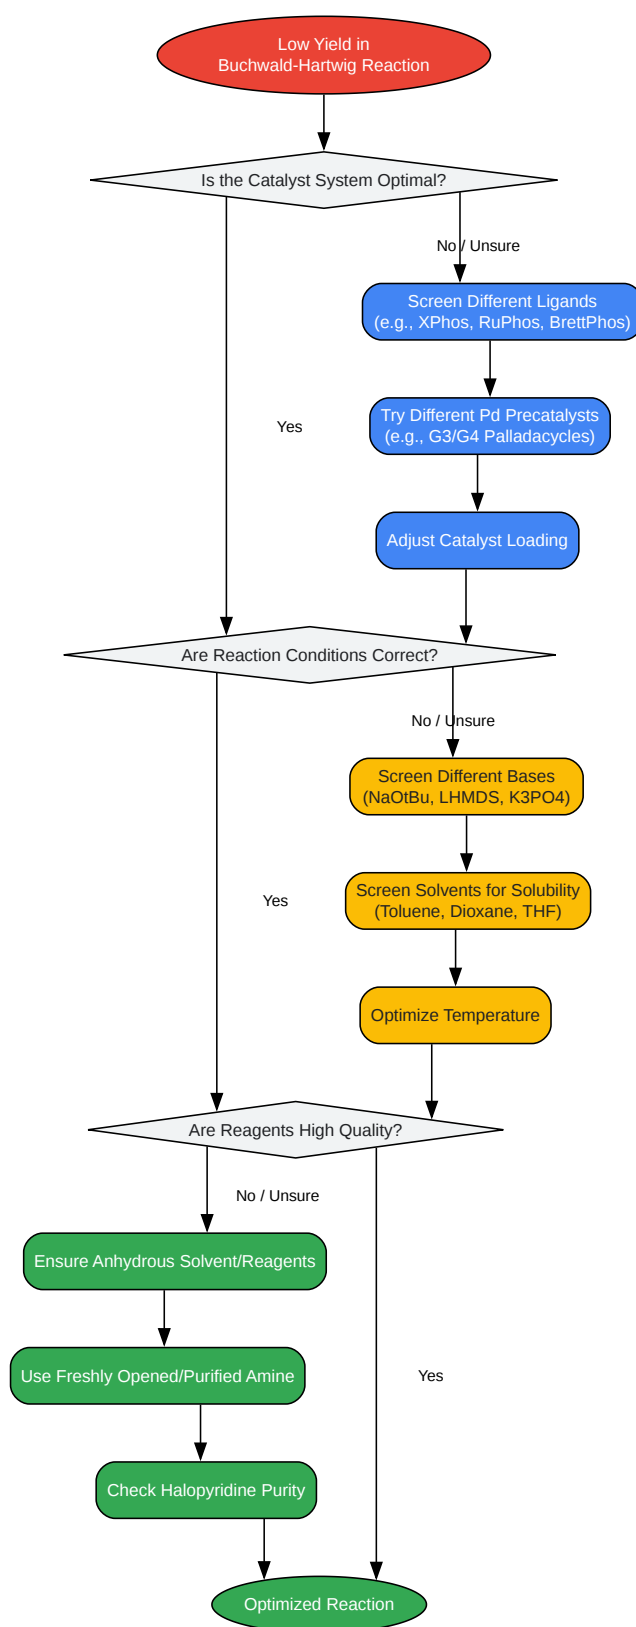 Low Yield in
Buchwald-Hartwig Reaction
Is the Catalyst System Optimal?
No / Unsure
Screen Different Ligands
(e.g., XPhos, RuPhos, BrettPhos)
Try Different Pd Precatalysts
(e.g., G3/G4 Palladacycles)
Yes
Adjust Catalyst Loading
Are Reaction Conditions Correct?
No / Unsure
Screen Different Bases
(NaOtBu, LHMDS, K3PO4)
Screen Solvents for Solubility
(Toluene, Dioxane, THF)
Yes
Optimize Temperature
Are Reagents High Quality?
No / Unsure
Ensure Anhydrous Solvent/Reagents
Use Freshly Opened/Purified Amine
Yes
Check Halopyridine Purity
Optimized Reaction